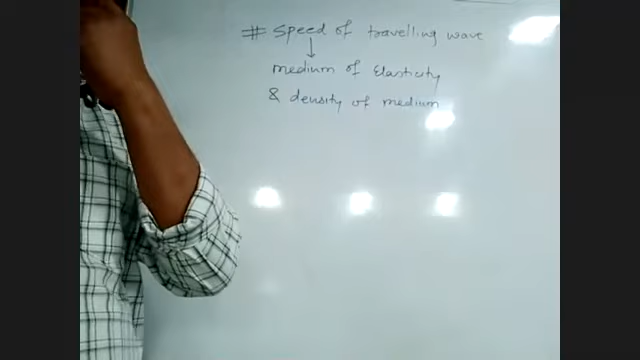 # Speed of travelling wave
↓
medium of Elasticity
& density of medium